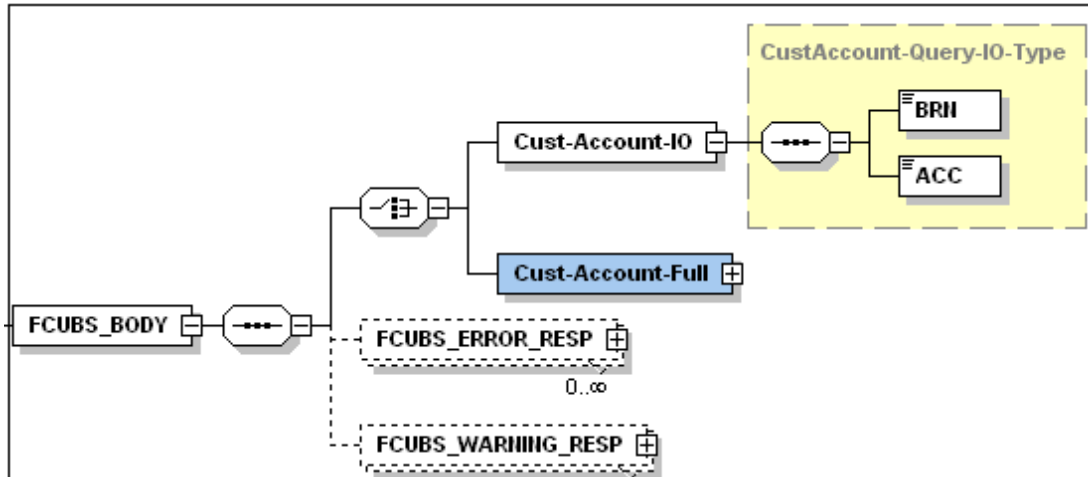 CustAccount-Query-IO-Type
BRN
Cust-Account-IO
ACC
Cust-Account-Full
FCUBS_BODY
FCUBS_ERROR_RESP
0..∞
FCUBS_WARNING_RESP